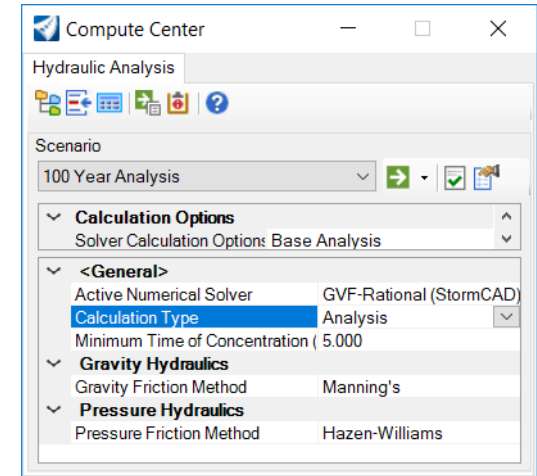 Compute Center
Hydraulic Analysis
Scenario
100 Year Analysis
Calculation Options
Solver Calculation Options Base Analysis
<General>
Active Numerical Solver GVF-Rational (StormCAD)
Calculation Type Analysis
Minimum Time of Concentration ( 5.000
Gravity Hydraulics
Gravity Friction Method Manning's
Pressure Hydraulics
Pressure Friction Method Hazen-Williams